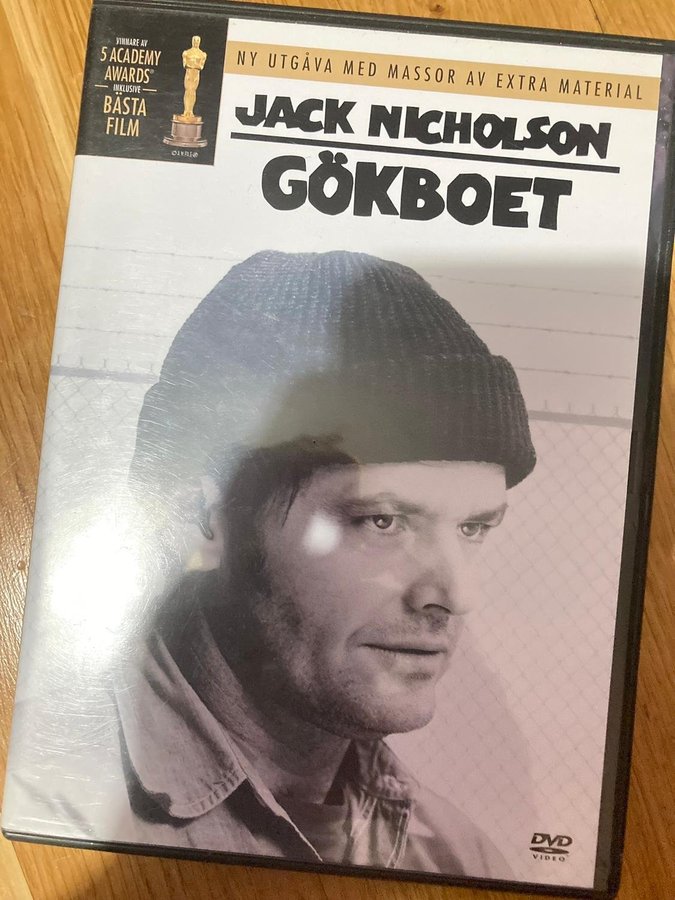 VINNARE AV
5 ACADEMY
AWARDS®
INKLUSIVE
BÄSTA
FILM
NY UTGÅVA MED MASSOR AV EXTRA MATERIAL
JACK NICHOLSON
GÖKBOET
DVD
VIDEO